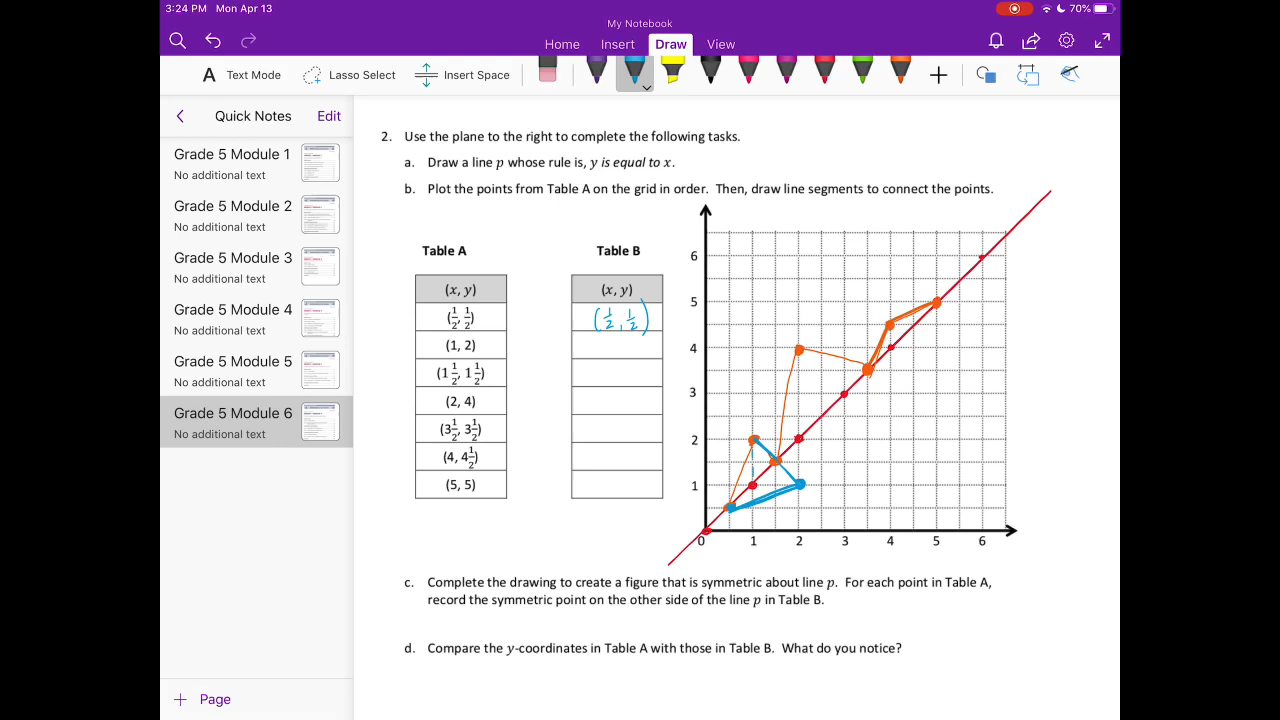 3:24 PM Mon Apr 13
70%
My Notebook
Home Insert Draw View
Text Mode Lasso Select Insert Space
Quick Notes Edit
Grade 5 Module 1
No additional text
Grade 5 Module 2
No additional text
Grade 5 Module 3
No additional text
Grade 5 Module 4
No additional text
Grade 5 Module 5
No additional text
Grade 5 Module 6
No additional text
+ Page
2. Use the plane to the right to complete the following tasks.
a. Draw a line p whose rule is, y is equal to x.
b. Plot the points from Table A on the grid in order. Then, draw line segments to connect the points.
Table A
(x, y)
(1/2, 1/2)
(1, 2)
(1 1/2, 1 1/2)
(2, 4)
(3 1/2, 3 1/2)
(4, 4 1/2)
(5, 5)
Table B
(x, y)
(1/2, 1/2)
6
5
4
3
2
1
0 1 2 3 4 5 6
c. Complete the drawing to create a figure that is symmetric about line p. For each point in Table A,
record the symmetric point on the other side of the line p in Table B.
d. Compare the y-coordinates in Table A with those in Table B. What do you notice?